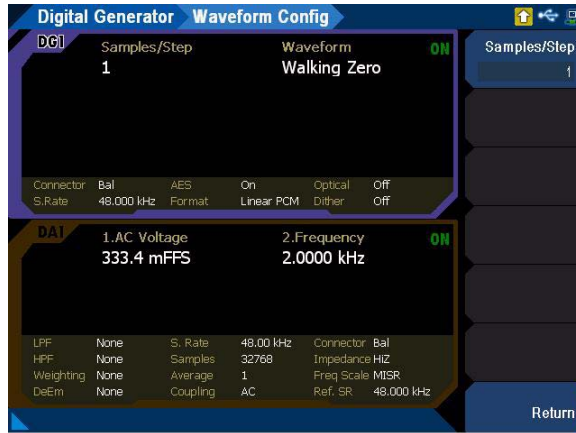 Digital Generator Waveform Config
DG1
Samples/Step Waveform ON
1 Walking Zero
Connector Bal AES On Optical Off
S.Rate 48.000 kHz Format Linear PCM Dither Off
DA1
1.AC Voltage 2.Frequency ON
333.4 mFFS 2.0000 kHz
LPF None S. Rate 48.00 kHz Connector Bal
HPF None Samples 32768 Impedance HiZ
Weighting None Average 1 Freq Scale MISR
DeEm None Coupling AC Ref. SR 48.000 kHz
Samples/Step
1
Return